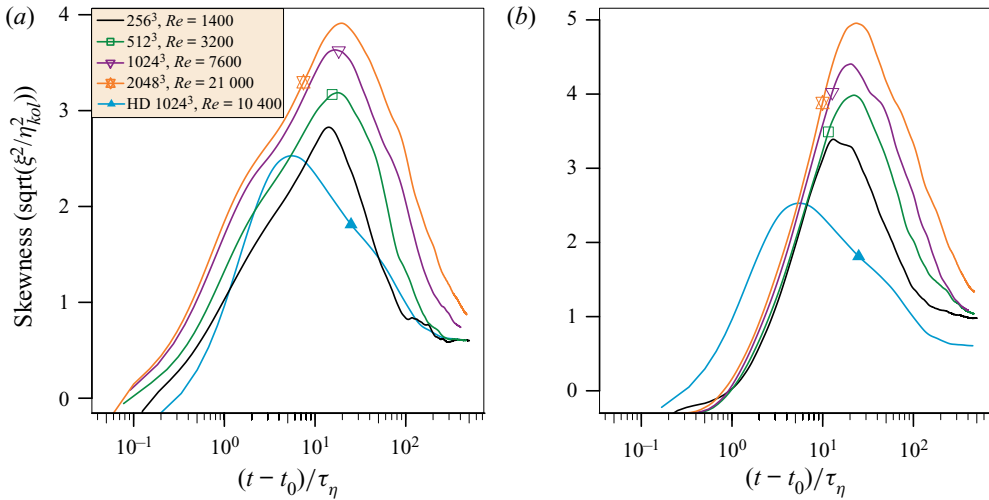 (a)
(b)
256³, Re = 1400
512³, Re = 3200
1024³, Re = 7600
2048³, Re = 21 000
HD 1024³, Re = 10 400
Skewness (sqrt(ξ²/η²ₖₒₗ))
4
3
2
1
0
10⁻¹
10⁰
10¹
10²
(t − t₀)/τ_η
5
4
3
2
1
0
10⁻¹
10⁰
10¹
10²
(t − t₀)/τ_η